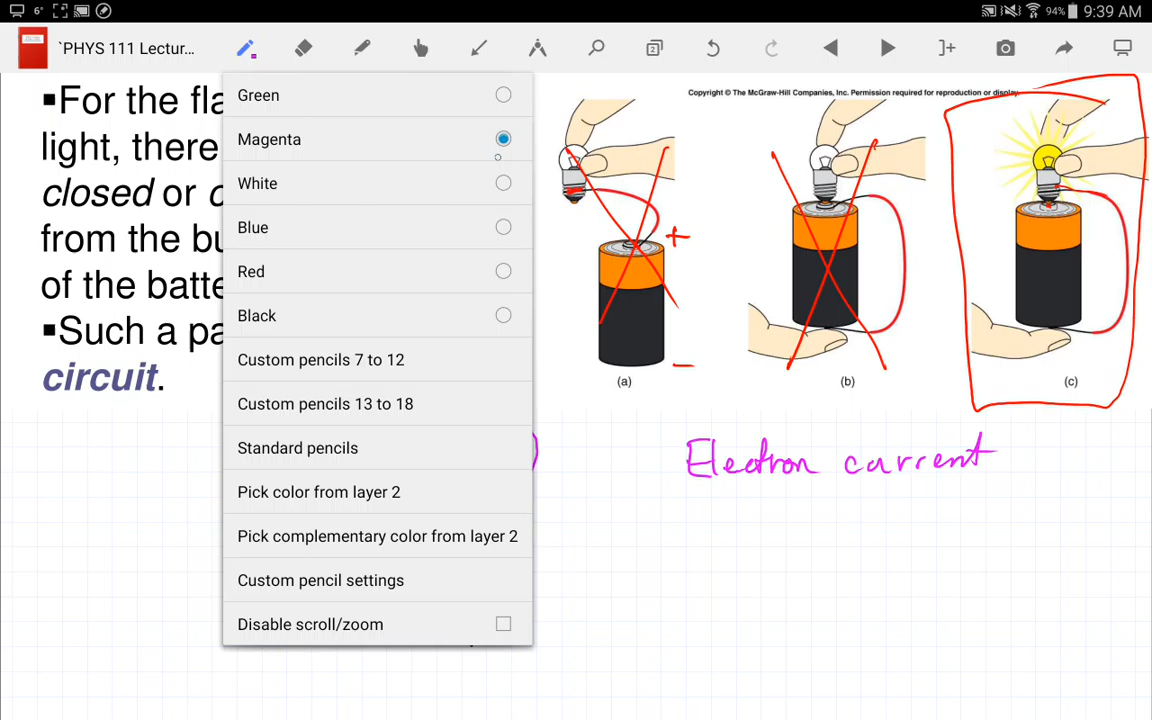 6°
94%
9:39 AM
`PHYS 111 Lectur...
2
Green
Magenta
White
Blue
Red
Black
Custom pencils 7 to 12
Custom pencils 13 to 18
Standard pencils
Pick color from layer 2
Pick complementary color from layer 2
Custom pencil settings
Disable scroll/zoom
▪For the fla
light, there
closed or c
from the bu
of the batte
▪Such a pa
circuit.
Copyright © The McGraw-Hill Companies, Inc. Permission required for reproduction or display.
+
−
(a)
(b)
(c)
Electron current